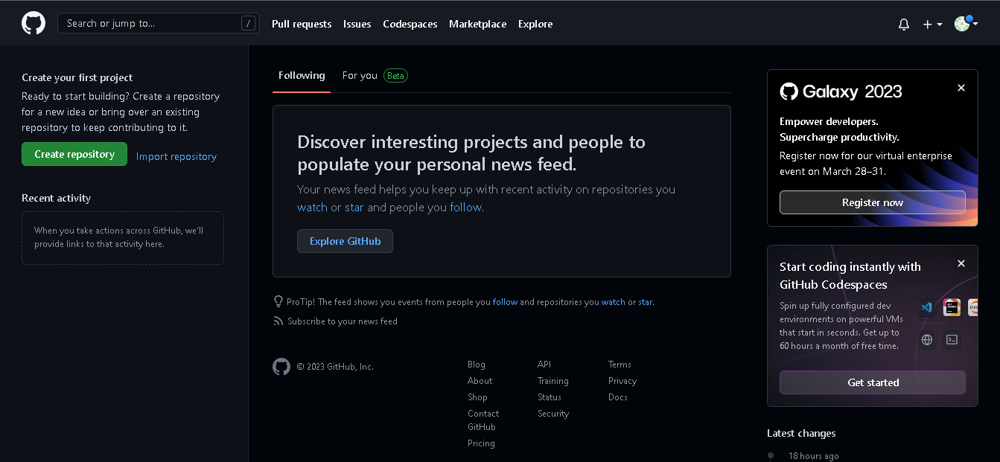 Search or jump to... /
Pull requests Issues Codespaces Marketplace Explore
Create your first project
Ready to start building? Create a repository
for a new idea or bring over an existing
repository to keep contributing to it.
Create repository Import repository
Recent activity
When you take actions across GitHub, we'll
provide links to that activity here.
Following For you Beta
Discover interesting projects and people to
populate your personal news feed.
Your news feed helps you keep up with recent activity on repositories you
watch or star and people you follow.
Explore GitHub
ProTip! The feed shows you events from people you follow and repositories you watch or star.
Subscribe to your news feed
© 2023 GitHub, Inc.
Blog
About
Shop
Contact
GitHub
Pricing
API
Training
Status
Security
Terms
Privacy
Docs
Galaxy 2023
Empower developers.
Supercharge productivity.
Register now for our virtual enterprise
event on March 28–31.
Register now
Start coding instantly with
GitHub Codespaces
Spin up fully configured dev
environments on powerful VMs
that start in seconds. Get up to
60 hours a month of free time.
Get started
Latest changes
18 hours ago